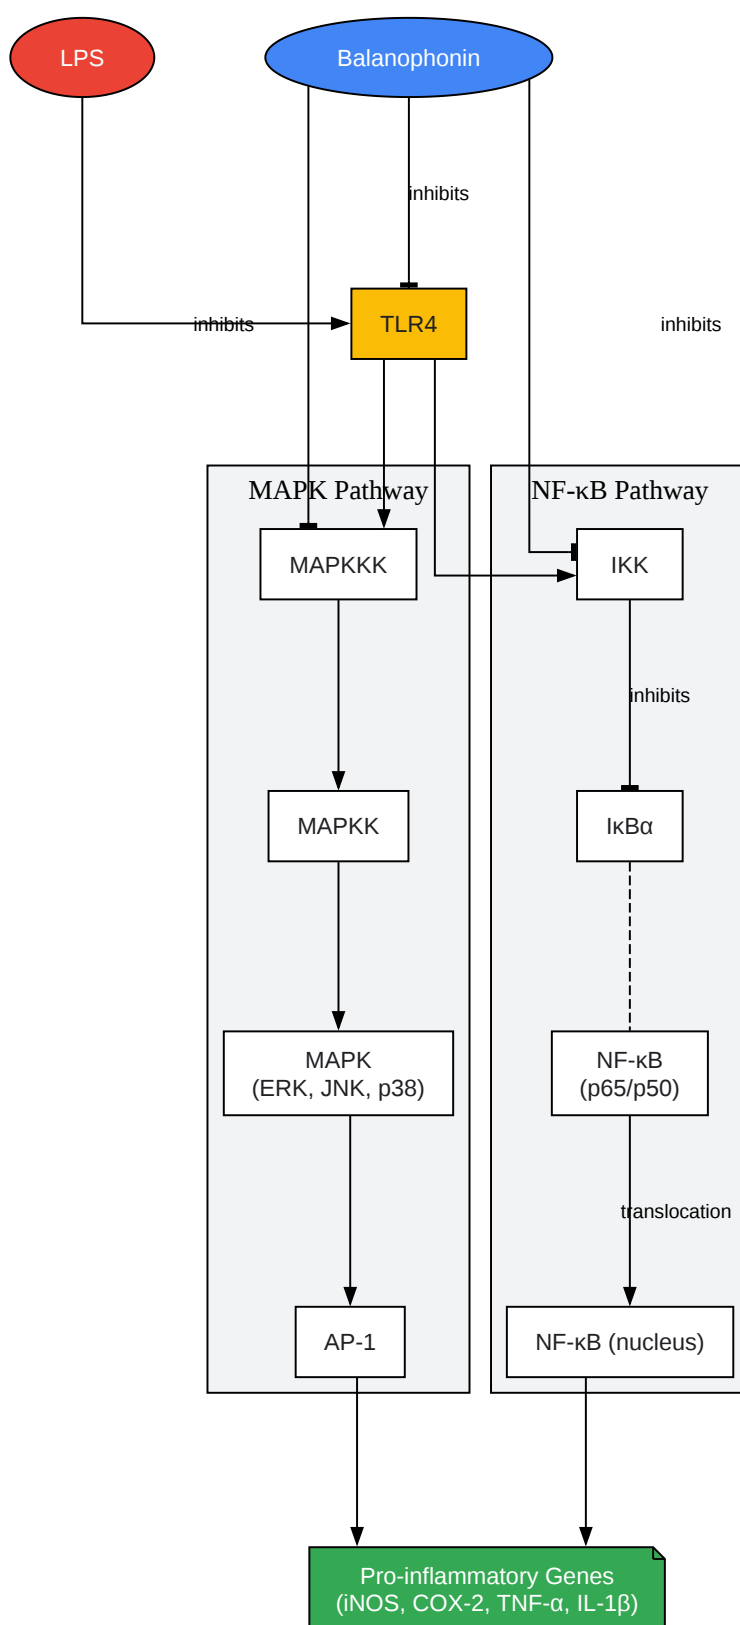 LPS
Balanophonin
inhibits
TLR4
inhibits
inhibits
MAPK Pathway
NF-κB Pathway
MAPKKK
IKK
inhibits
MAPKK
IκBα
MAPK
(ERK, JNK, p38)
NF-κB
(p65/p50)
translocation
AP-1
NF-κB (nucleus)
Pro-inflammatory Genes
(iNOS, COX-2, TNF-α, IL-1β)